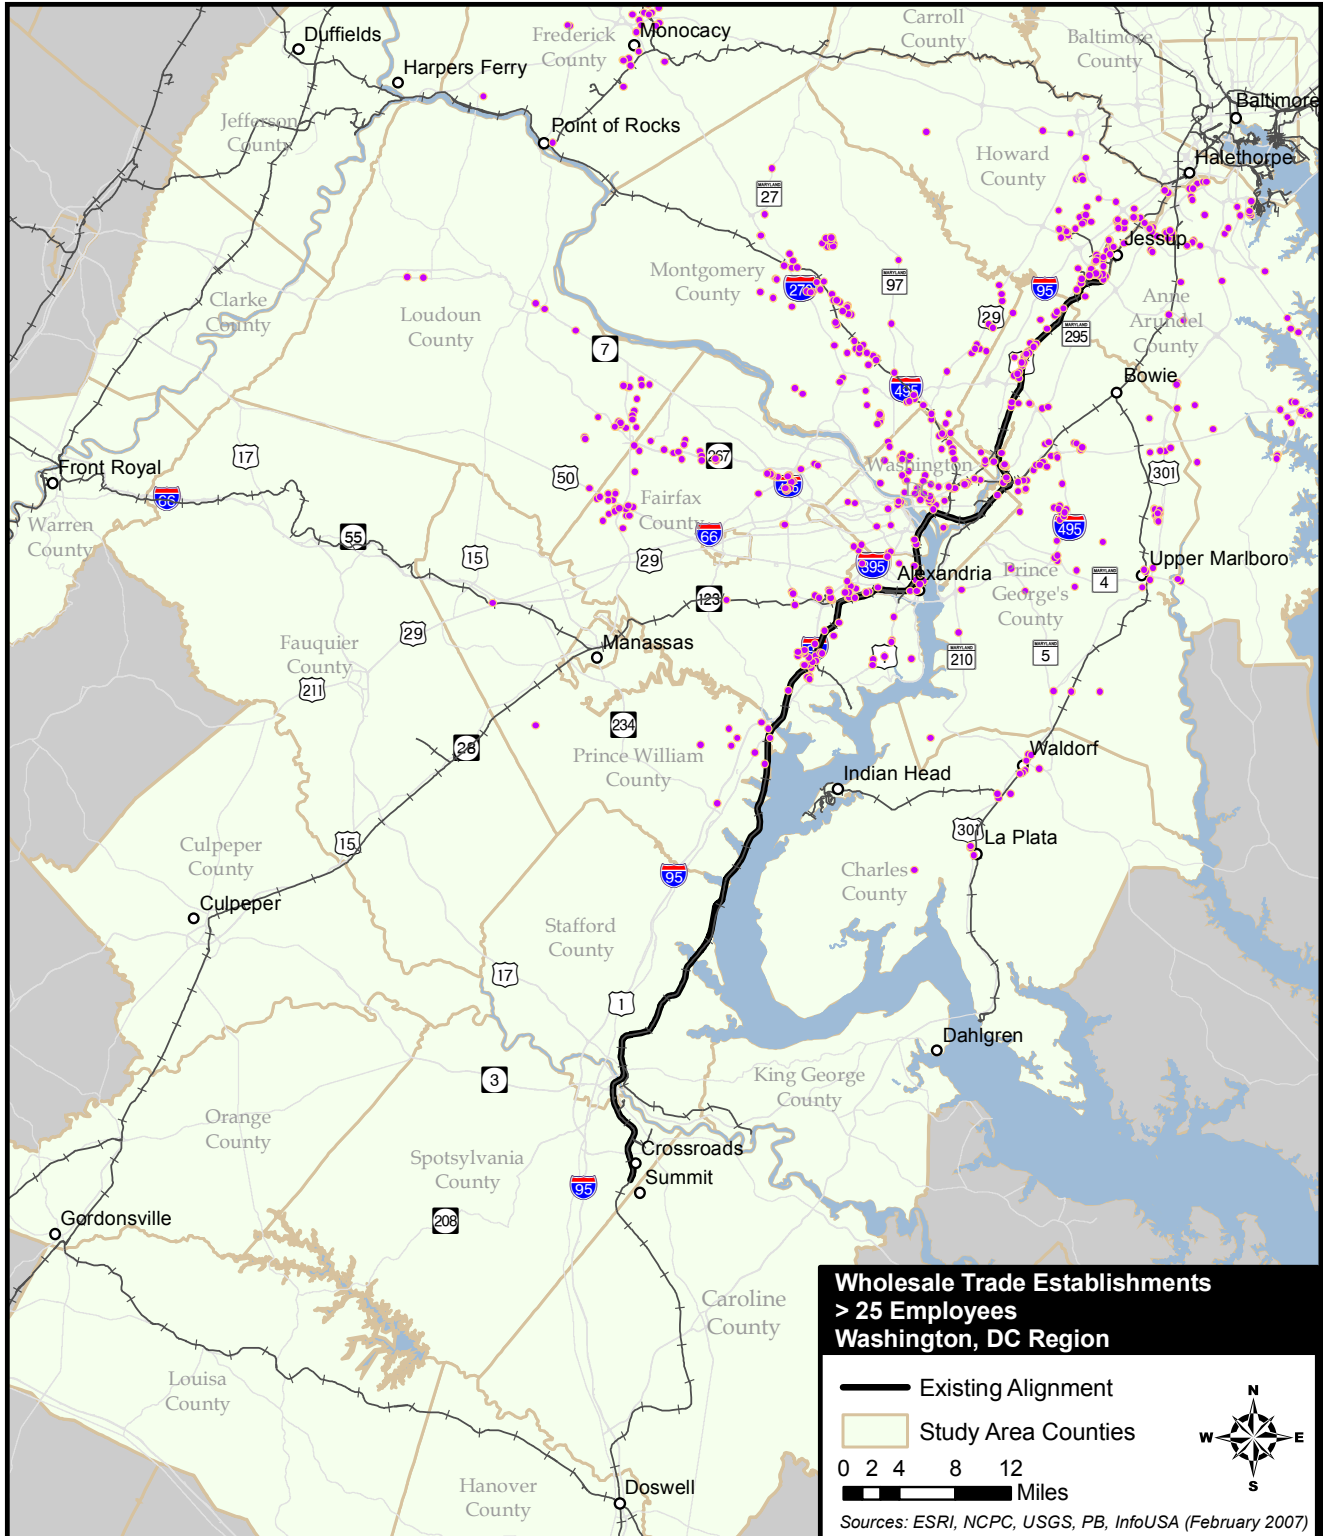 Duffields
Frederick
County
Monocacy
Carroll
County
Baltimore
County
Harpers Ferry
Baltimore
Jefferson
County
Point of Rocks
Howard
County
Halethorpe
MARYLAND
27
Jessup
Montgomery
County
270
MARYLAND
97
95
Clarke
County
Loudoun
County
29
Anne
Arundel
County
MARYLAND
295
7
495
Bowie
17
Front Royal
66
50
267
Washington
301
495
Fairfax
County
Warren
County
55
15
66
29
495
395
Alexandria
Prince
George's
County
Upper Marlboro
MARYLAND
4
123
29
Fauquier
County
211
Manassas
MARYLAND
210
MARYLAND
5
234
28
Prince William
County
Waldorf
Indian Head
15
Culpeper
County
301
La Plata
95
Charles
County
Culpeper
Stafford
County
17
1
Dahlgren
3
King George
County
Orange
County
Crossroads
Spotsylvania
County
Summit
95
208
Gordonsville
Caroline
County
Louisa
County
Hanover
County
Doswell
Wholesale Trade Establishments
> 25 Employees
Washington, DC Region
Existing Alignment
Study Area Counties
0 2 4 8 12
Miles
N
W E
S
Sources: ESRI, NCPC, USGS, PB, InfoUSA (February 2007)